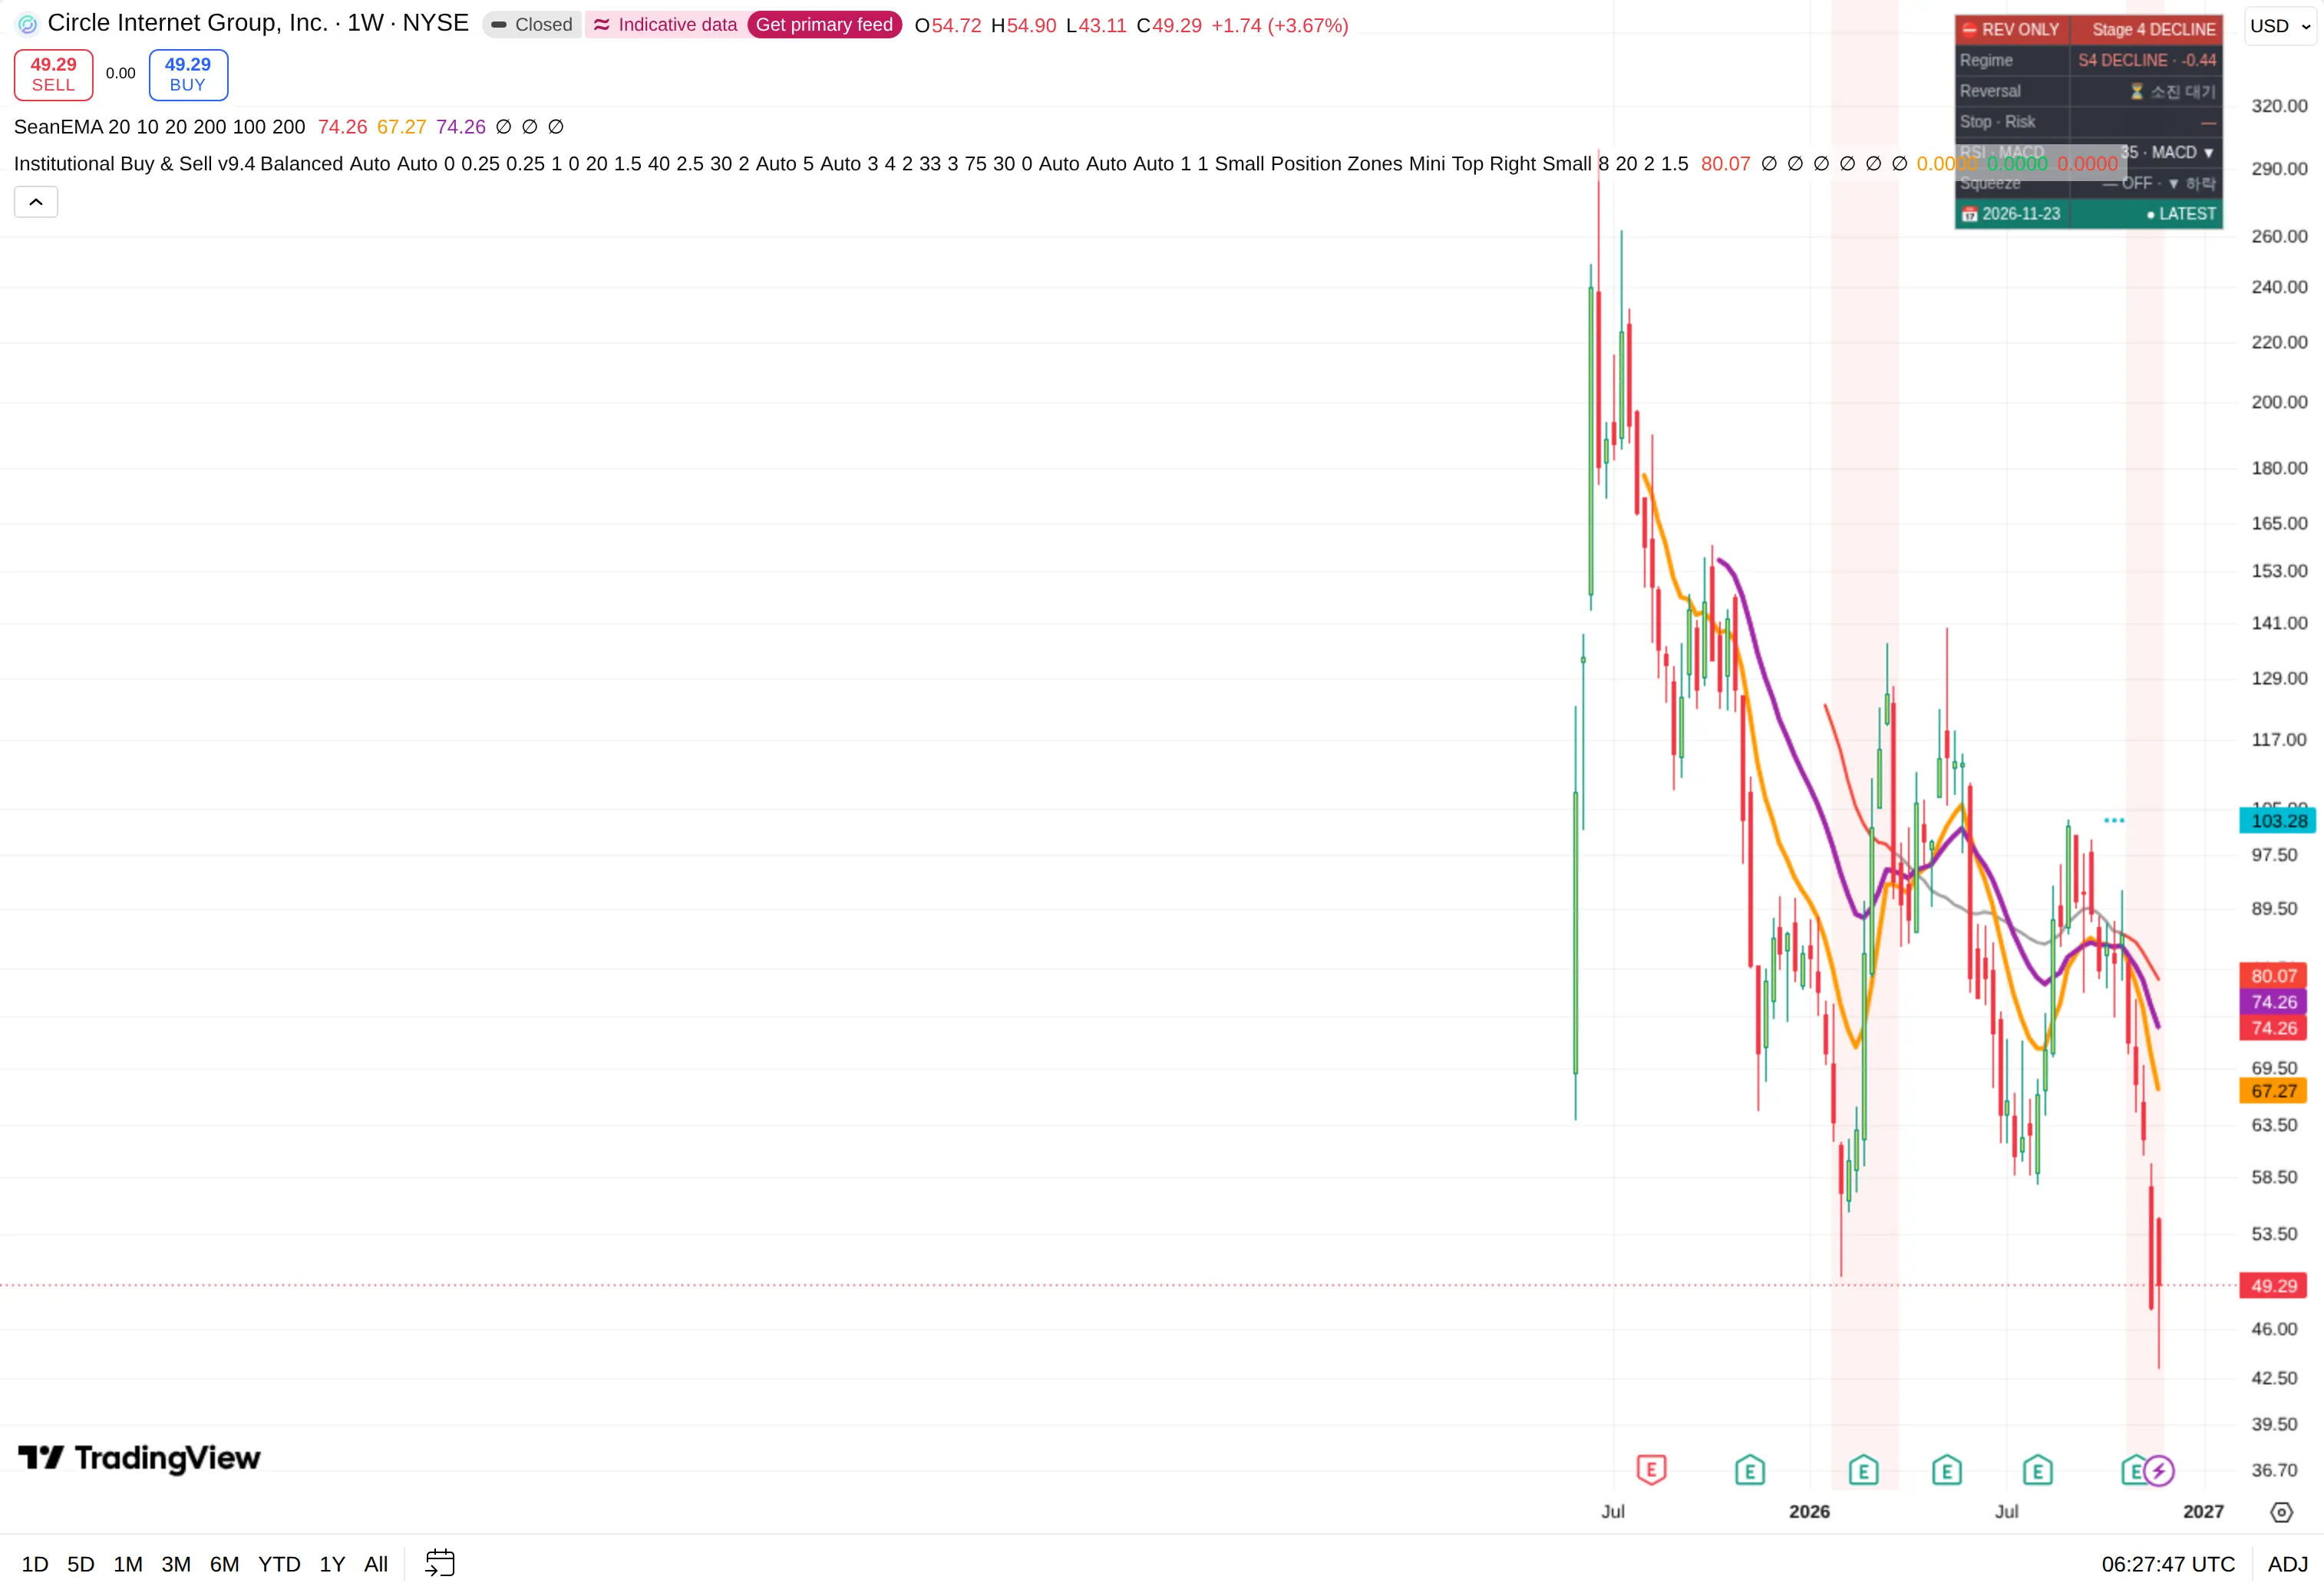 Circle Internet Group, Inc. · 1W · NYSE Closed Indicative data Get primary feed O54.72 H54.90 L43.11 C49.29 +1.74 (+3.67%)
49.29 SELL 0.00 49.29 BUY
SeanEMA 20 10 20 200 100 200 74.26 67.27 74.26 ∅ ∅ ∅
Institutional Buy & Sell v9.4 Balanced Auto Auto 0 0.25 0.25 1 0 20 1.5 40 2.5 30 2 Auto 5 Auto 3 4 2 33 3 75 30 0 Auto Auto Auto 1 1 Small Position Zones Mini Top Right Small 8 20 2 1.5 80.07 ∅ ∅ ∅ ∅ ∅ ∅ 0.0000 0.0000 0.0000
REV ONLY Stage 4 DECLINE
Regime S4 DECLINE · -0.44
Reversal ⏳ 소진 대기
Stop · Risk —
RSI · MACD 35 · MACD ▼
Squeeze — OFF · ▼ 하락
2026-11-23 ● LATEST
USD
320.00
290.00
260.00
240.00
220.00
200.00
180.00
165.00
153.00
141.00
129.00
117.00
103.28
97.50
89.50
80.07
74.26
74.26
69.50
67.27
63.50
58.50
53.50
49.29
46.00
42.50
39.50
36.70
TradingView
E E E E E E
Jul 2026 Jul 2027
1D 5D 1M 3M 6M YTD 1Y All 06:27:47 UTC ADJ